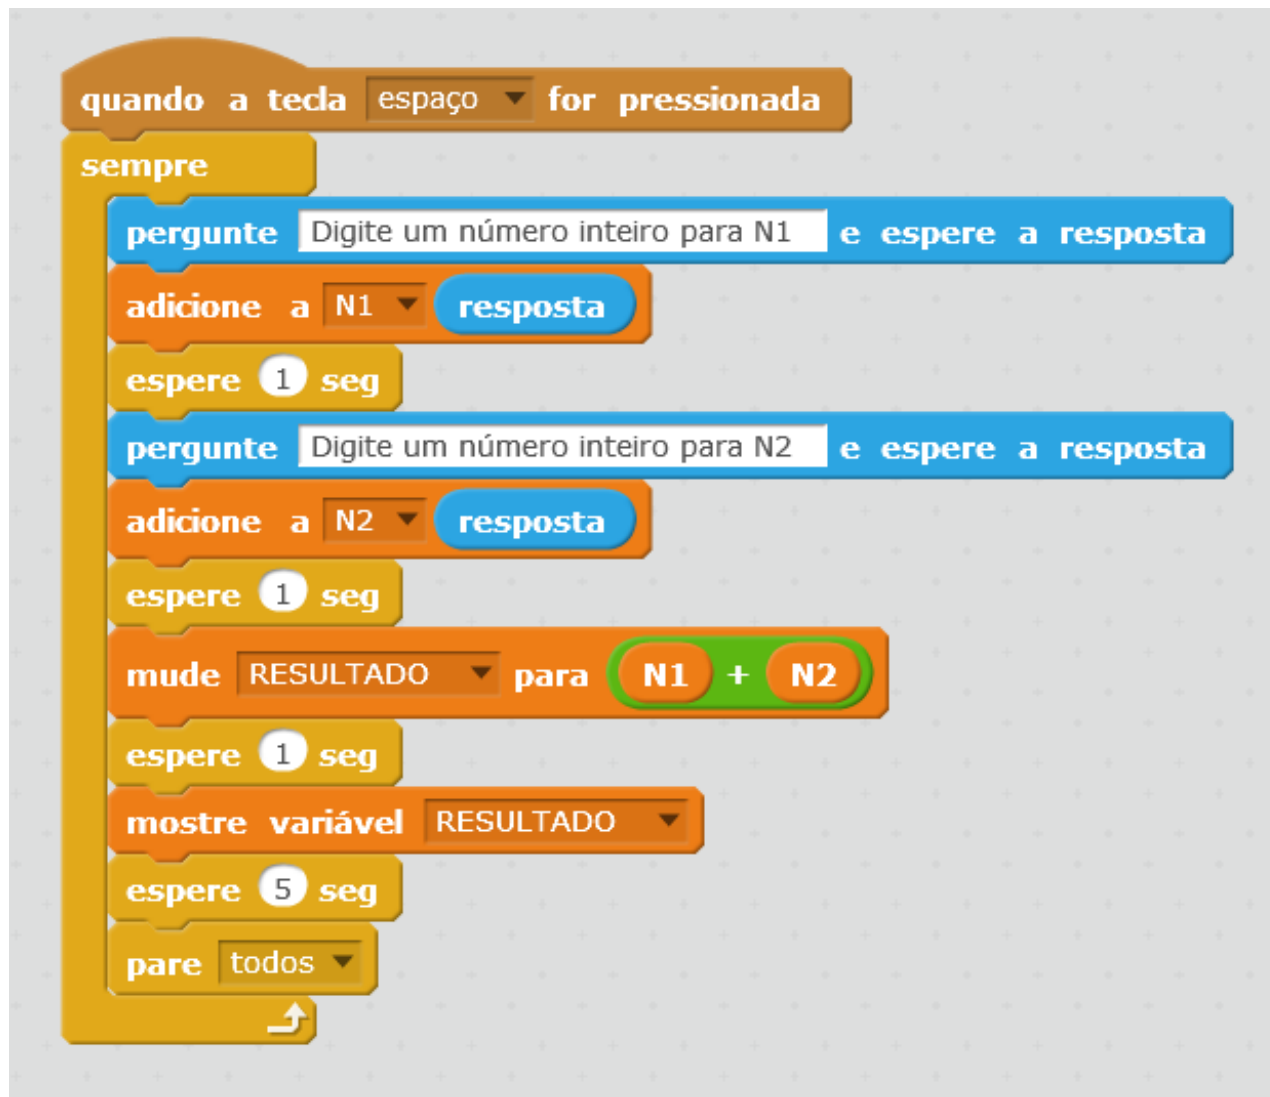 quando a tecla espaço for pressionada
sempre
pergunte Digite um número inteiro para N1 e espere a resposta
adicione a N1 resposta
espere 1 seg
pergunte Digite um número inteiro para N2 e espere a resposta
adicione a N2 resposta
espere 1 seg
mude RESULTADO para N1 + N2
espere 1 seg
mostre variável RESULTADO
espere 5 seg
pare todos